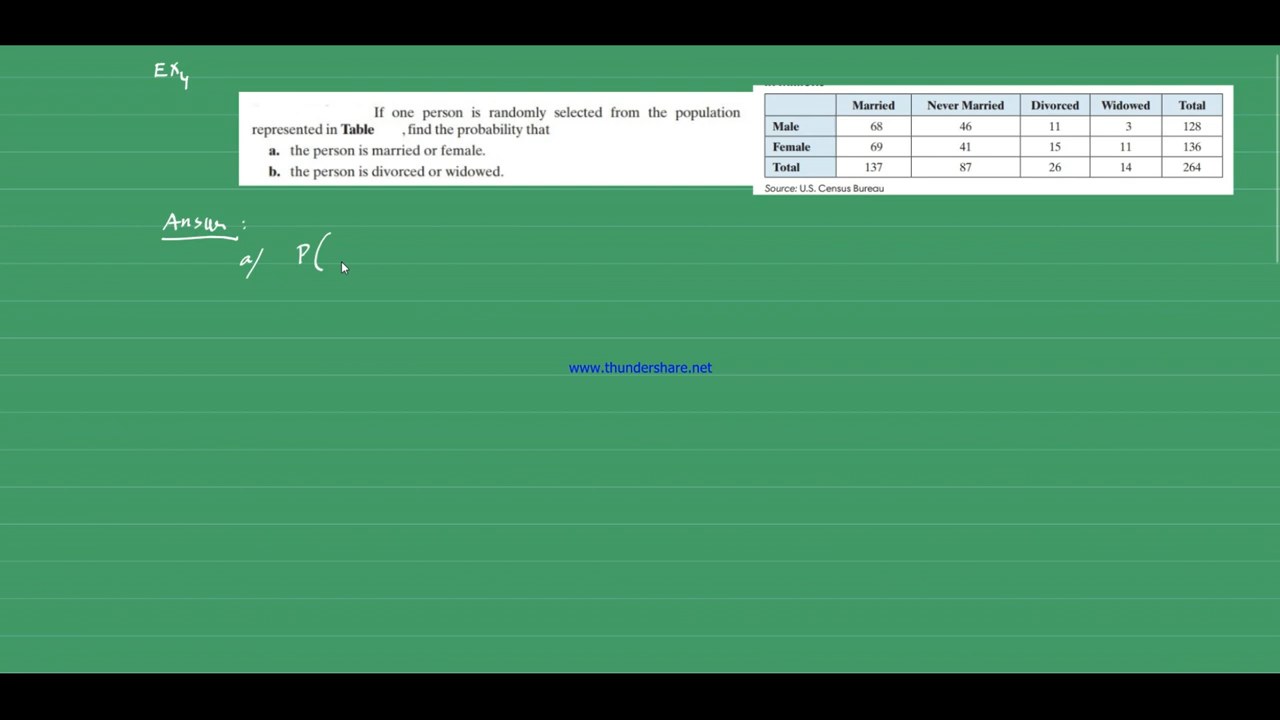 Ex4
If one person is randomly selected from the population
represented in Table , find the probability that
a. the person is married or female.
b. the person is divorced or widowed.
Married Never Married Divorced Widowed Total
Male 68 46 11 3 128
Female 69 41 15 11 136
Total 137 87 26 14 264
Source: U.S. Census Bureau
Answer :
a/ P(
www.thundershare.net